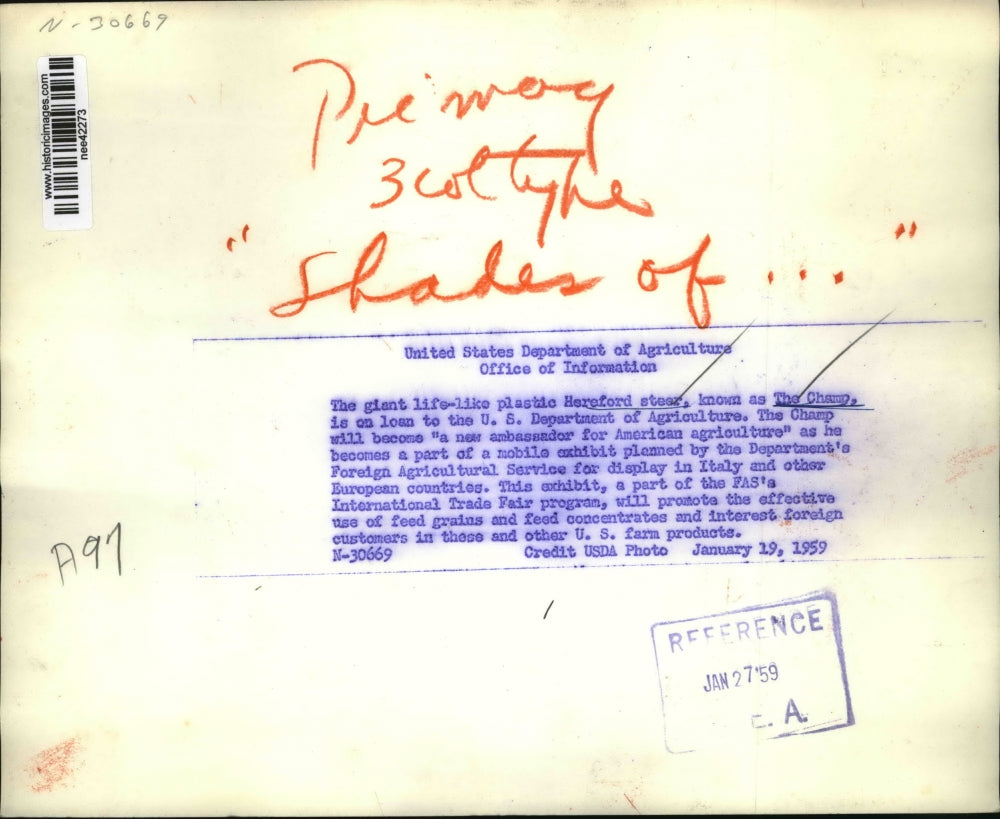 N-30669
www.historicimages.com
nee42273
3 col type
"Shades of ..."
United States Department of Agriculture
Office of Information
The giant life-like plastic Hereford steer, known as The Champ,
is on loan to the U. S. Department of Agriculture. The Champ
will become "a new ambassador for American agriculture" as he
becomes a part of a mobile exhibit planned by the Department's
Foreign Agricultural Service for display in Italy and other
European countries. This exhibit, a part of the FAS's
International Trade Fair program, will promote the effective
use of feed grains and feed concentrates and interest foreign
customers in these and other U. S. farm products.
N-30669 Credit USDA Photo January 19, 1959
A97
REFERENCE
JAN 27 '59
E. A.